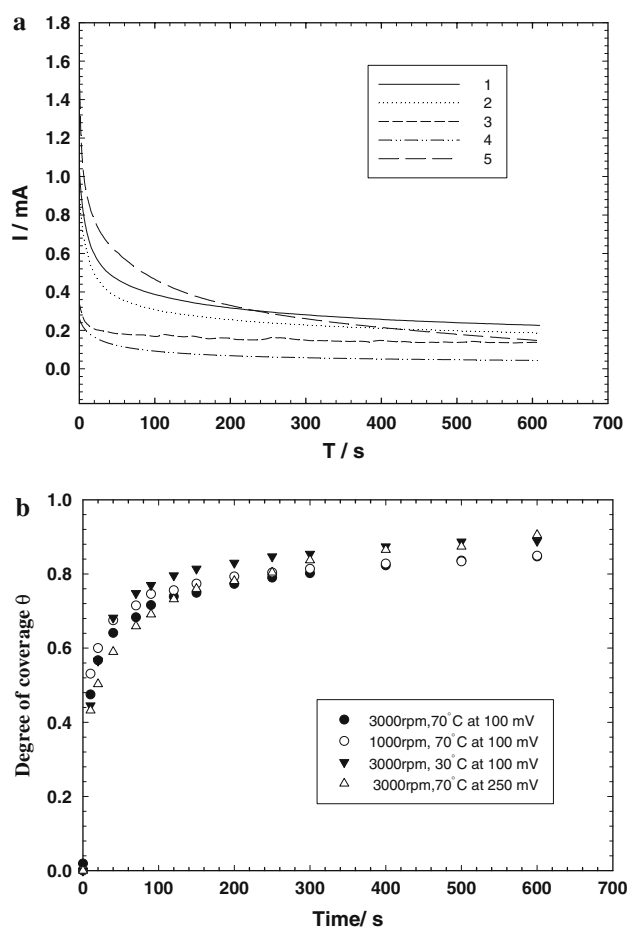 a
1.8
1.6
1.4
1.2
1.0
0.8
0.6
0.4
0.2
0.0
I / mA
1
2
3
4
5
0 100 200 300 400 500 600 700
T / s
b
1.0
0.8
0.6
0.4
0.2
0.0
Degree of coverage θ
3000rpm,70°C at 100 mV
1000rpm, 70°C at 100 mV
3000rpm, 30°C at 100 mV
3000rpm,70°C at 250 mV
0 100 200 300 400 500 600 700
Time/ s